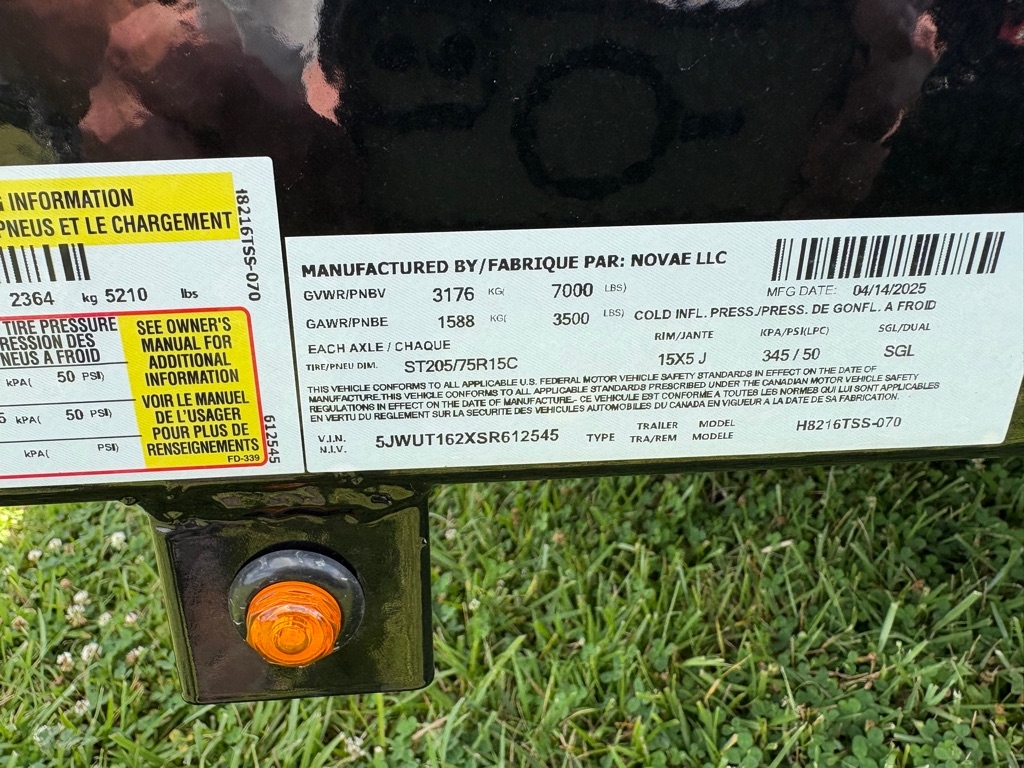 G INFORMATION
PNEUS ET LE CHARGEMENT
18216TSS-070
2364 kg 5210 lbs
TIRE PRESSURE
RESSION DES
NEUS A FROID
kPA( 50 PSI)
kPA( 50 PSI)
kPA( PSI)
SEE OWNER'S
MANUAL FOR
ADDITIONAL
INFORMATION
VOIR LE MANUEL
DE L'USAGER
POUR PLUS DE
RENSEIGNEMENTS
FD-339
612545
MANUFACTURED BY/FABRIQUE PAR: NOVAE LLC
MFG DATE: 04/14/2025
GVWR/PNBV 3176 KG( 7000 LBS)
GAWR/PNBE 1588 KG( 3500 LBS) COLD INFL. PRESS./PRESS. DE GONFL. A FROID
EACH AXLE / CHAQUE RIM/JANTE KPA/PSI(LPC) SGL/DUAL
TIRE/PNEU DIM. ST205/75R15C 15X5 J 345 / 50 SGL
THIS VEHICLE CONFORMS TO ALL APPLICABLE U.S. FEDERAL MOTOR VEHICLE SAFETY STANDARDS IN EFFECT ON THE DATE OF
MANUFACTURE.THIS VEHICLE CONFORMS TO ALL APPLICABLE STANDARDS PRESCRIBED UNDER THE CANADIAN MOTOR VEHICLE SAFETY
REGULATIONS IN EFFECT ON THE DATE OF MANUFACTURE.- CE VEHICULE EST CONFORME A TOUTES LES NORMES QUI LUI SONT APPLICABLES
EN VERTU DU REGLEMENT SUR LA SECURITE DES VEHICULES AUTOMOBILES DU CANADA EN VIGUEUR A LA DATE DE SA FABRICATION.
V.I.N. 5JWUT162XSR612545 TYPE TRAILER MODEL H8216TSS-070
N.I.V. TRA/REM MODELE